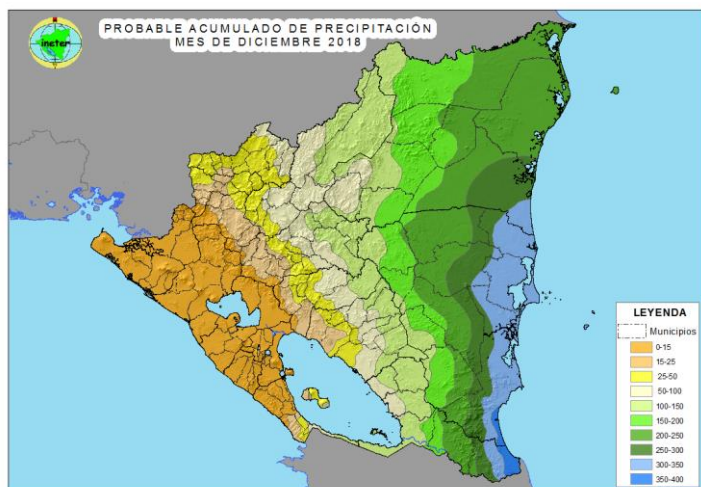 ineter
PROBABLE ACUMULADO DE PRECIPITACIÓN
MES DE DICIEMBRE 2018
LEYENDA
Municipios
0-15
15-25
25-50
50-100
100-150
150-200
200-250
250-300
300-350
350-400